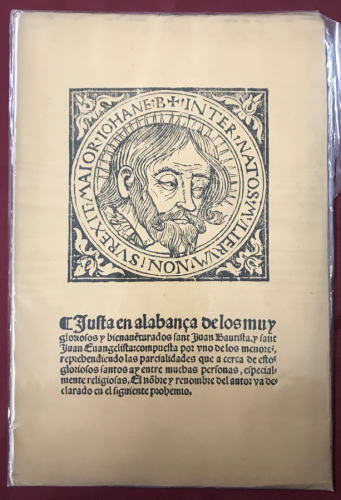 ✠ INTER NATOS MVLIERVM NON SVREXIT MAIOR IOHANE B
¶ Justa en alabança de los muy
gloriosos y bienauẽturados sant Juan Bautista, y sant
Juan Euangelista: compuesta por vno de los menores,
reprehendiendo las parcialidades que a cerca de estos
gloriosos santos ay entre muchas personas, especial-
mente religiosas. El nõbre y renombre del autor va de
clarado en el siguiente prohemio.